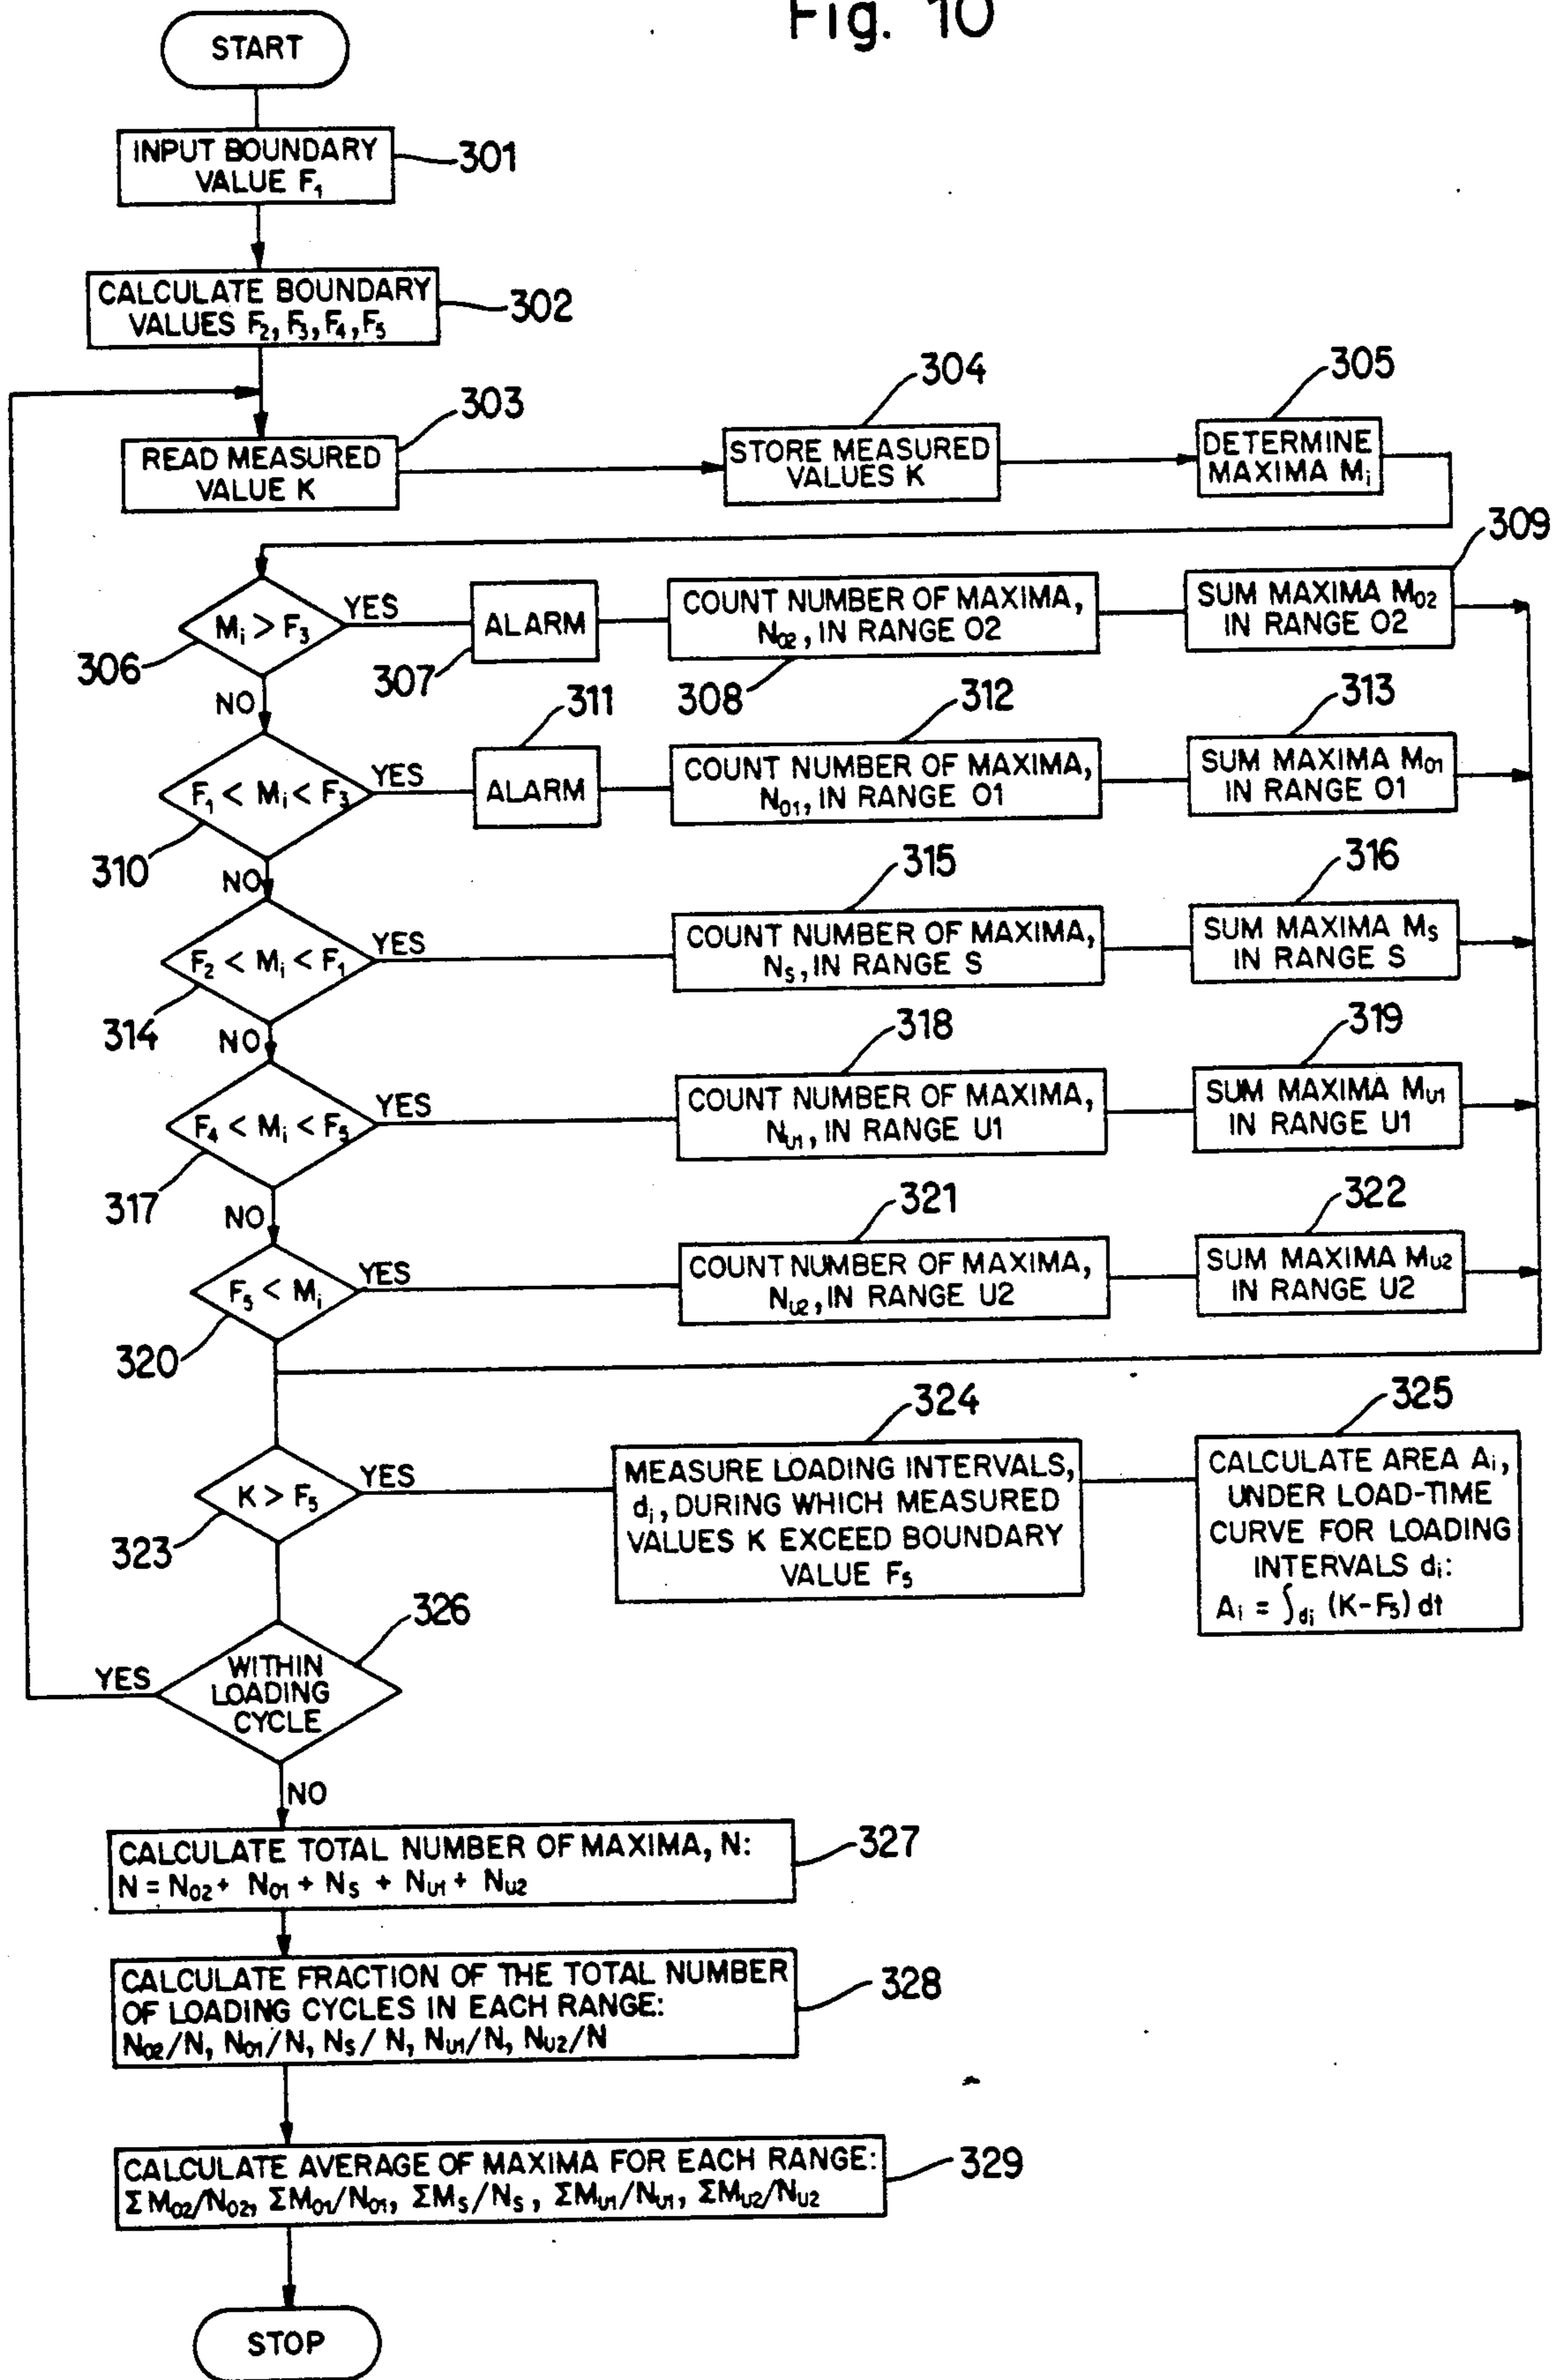 Fig. 10
START
INPUT BOUNDARY
VALUE F₁
301
CALCULATE BOUNDARY
VALUES F₂, F₃, F₄, F₅
302
303
304
305
READ MEASURED
VALUE K
STORE MEASURED
VALUES K
DETERMINE
MAXIMA Mᵢ
309
Mᵢ > F₃
YES
306
NO
ALARM
307
COUNT NUMBER OF MAXIMA,
N₀₂, IN RANGE O2
308
SUM MAXIMA M₀₂
IN RANGE O2
311
312
313
F₁ < Mᵢ < F₃
YES
310
NO
ALARM
COUNT NUMBER OF MAXIMA,
N₀₁, IN RANGE O1
SUM MAXIMA M₀₁
IN RANGE O1
315
316
F₂ < Mᵢ < F₁
YES
314
NO
COUNT NUMBER OF MAXIMA,
Nₛ, IN RANGE S
SUM MAXIMA Mₛ
IN RANGE S
318
319
F₄ < Mᵢ < F₅
YES
317
NO
COUNT NUMBER OF MAXIMA,
N_U1, IN RANGE U1
SUM MAXIMA M_U1
IN RANGE U1
321
322
F₅ < Mᵢ
YES
320
COUNT NUMBER OF MAXIMA,
N_U2, IN RANGE U2
SUM MAXIMA M_U2
IN RANGE U2
324
325
K > F₅
YES
323
MEASURE LOADING INTERVALS,
dᵢ, DURING WHICH MEASURED
VALUES K EXCEED BOUNDARY
VALUE F₅
CALCULATE AREA Aᵢ,
UNDER LOAD-TIME
CURVE FOR LOADING
INTERVALS dᵢ:
Aᵢ = ∫dᵢ (K-F₅) dt
326
YES
WITHIN
LOADING
CYCLE
NO
CALCULATE TOTAL NUMBER OF MAXIMA, N:
N = N₀₂ + N₀₁ + Nₛ + N_U1 + N_U2
327
CALCULATE FRACTION OF THE TOTAL NUMBER
OF LOADING CYCLES IN EACH RANGE:
N₀₂/N, N₀₁/N, Nₛ/N, N_U1/N, N_U2/N
328
CALCULATE AVERAGE OF MAXIMA FOR EACH RANGE:
ΣM₀₂/N₀₂, ΣM₀₁/N₀₁, ΣMₛ/Nₛ, ΣM_U1/N_U1, ΣM_U2/N_U2
329
STOP